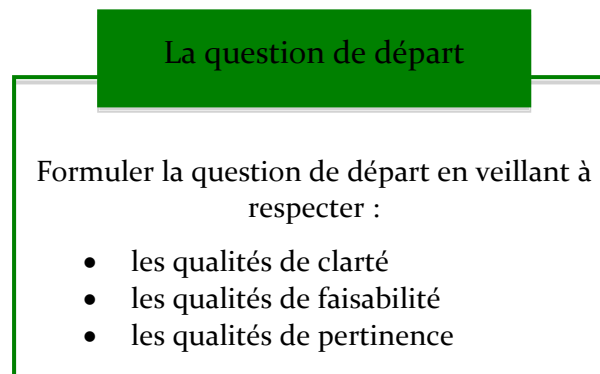 La question de départ
Formuler la question de départ en veillant à
respecter :
• les qualités de clarté
• les qualités de faisabilité
• les qualités de pertinence